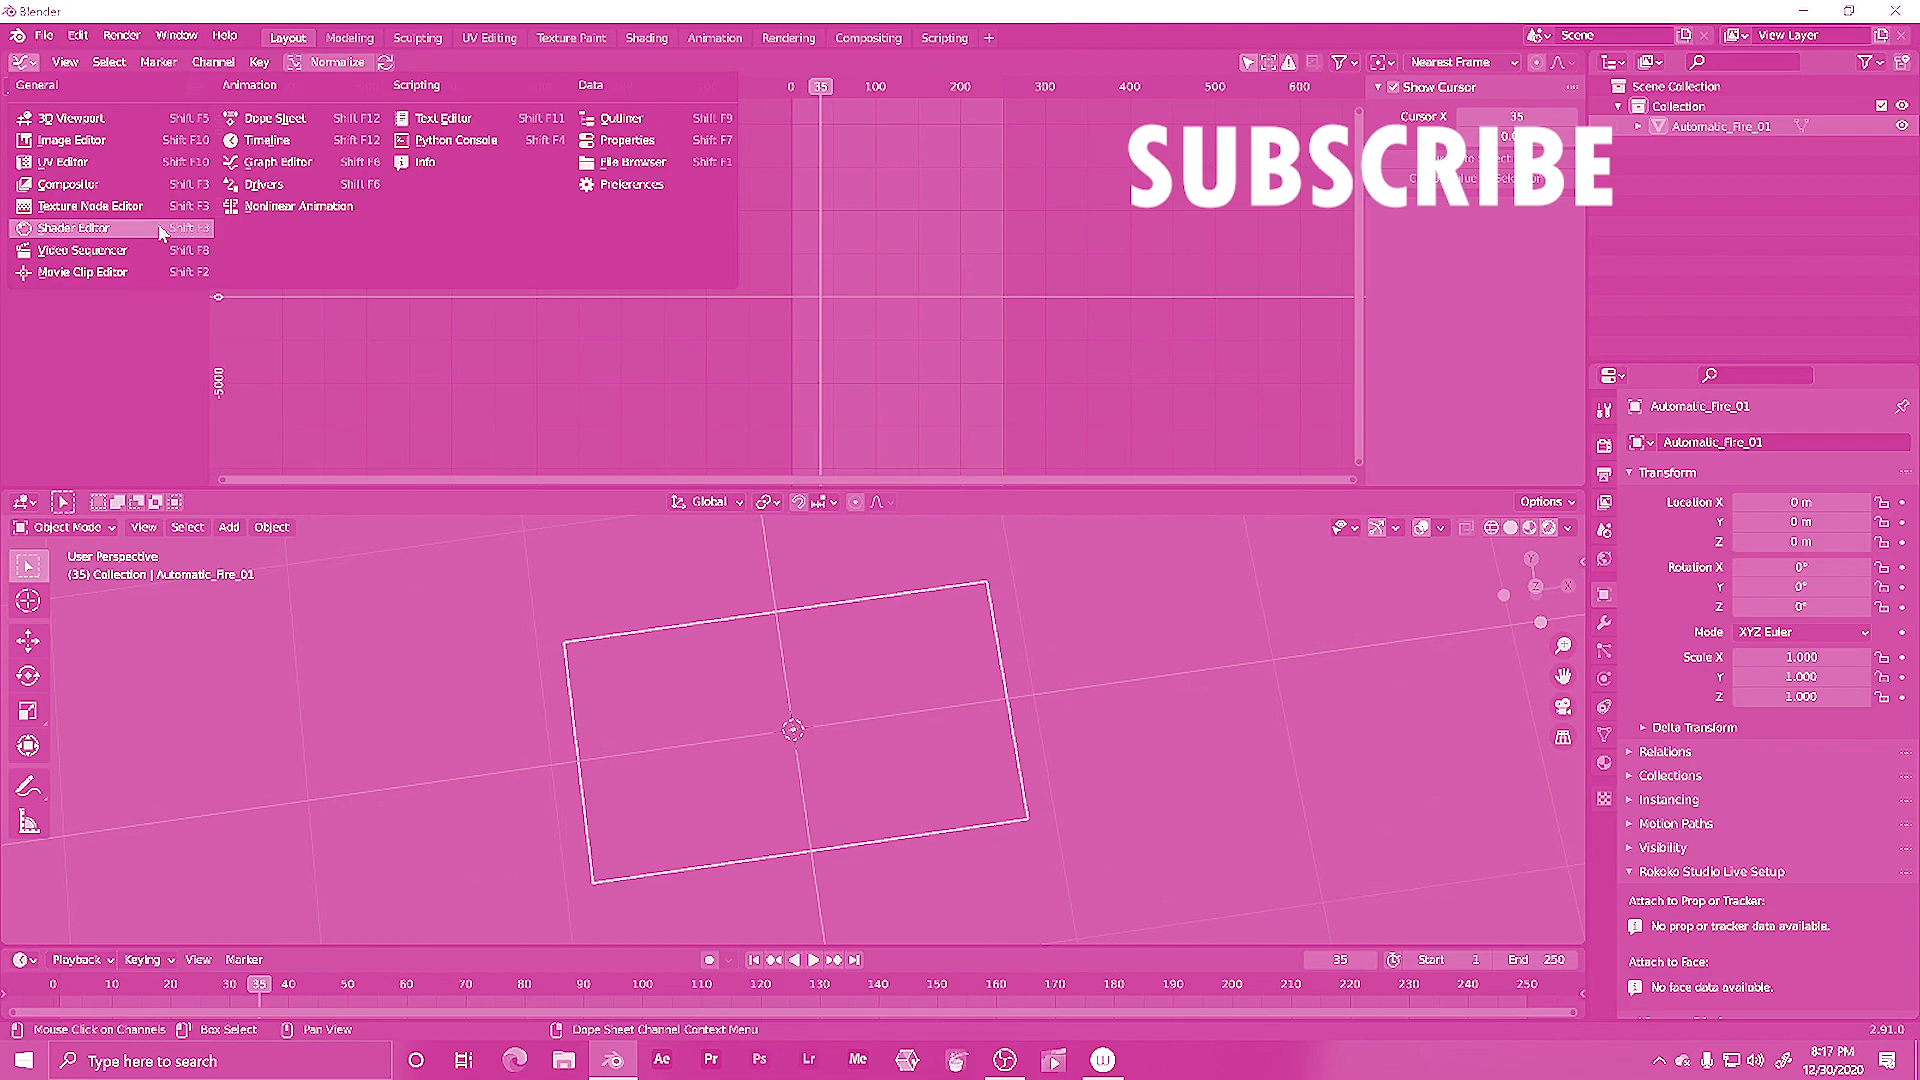 Blender
File Edit Render Window Help Layout Modeling Sculpting UV Editing Texture Paint Shading Animation Rendering Compositing Scripting + Scene View Layer
View Select Marker Channel Key Normalize Nearest Frame
General Animation Scripting Data
0 35 100 200 300 400 500 600
Show Cursor
Scene Collection
Collection
Automatic_Fire_01
Cursor X 35
3D Viewport Shift F5 Dope Sheet Shift F12 Text Editor Shift F11 Outliner Shift F9
Image Editor Shift F10 Timeline Shift F12 Python Console Shift F4 Properties Shift F7
UV Editor Shift F10 Graph Editor Shift F6 Info File Browser Shift F1
Compositor Shift F3 Drivers Shift F6 Preferences
Texture Node Editor Shift F3 Nonlinear Animation
Shader Editor Shift F3
Video Sequencer Shift F8
Movie Clip Editor Shift F2
SUBSCRIBE
-5000
Global Options
Object Mode View Select Add Object
User Perspective
(35) Collection | Automatic_Fire_01
Y
Z X
Automatic_Fire_01
Automatic_Fire_01
Transform
Location X 0 m
Y 0 m
Z 0 m
Rotation X 0°
Y 0°
Z 0°
Mode XYZ Euler
Scale X 1.000
Y 1.000
Z 1.000
Delta Transform
Relations
Collections
Instancing
Motion Paths
Visibility
Rokoko Studio Live Setup
Attach to Prop or Tracker:
No prop or tracker data available.
Attach to Face:
No face data available.
Playback Keying View Marker 35 Start 1 End 250
0 10 20 30 35 40 50 60 70 80 90 100 110 120 130 140 150 160 170 180 190 200 210 220 230 240 250
Mouse Click on Channels Box Select Pan View Dope Sheet Channel Context Menu 2.91.0
Type here to search Ae Pr Ps Lr Me W
8:17 PM
12/30/2020